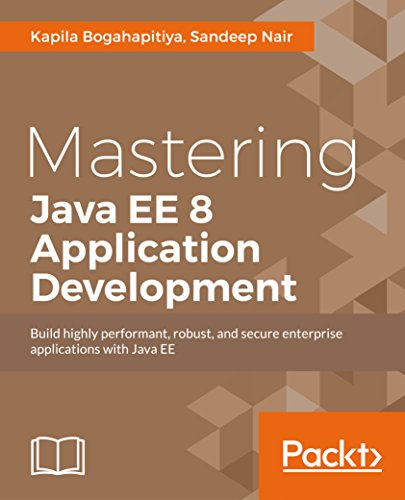 Kapila Bogahapitiya, Sandeep Nair
Mastering
Java EE 8
Application
Development
Build highly performant, robust, and secure enterprise
applications with Java EE
Packt>